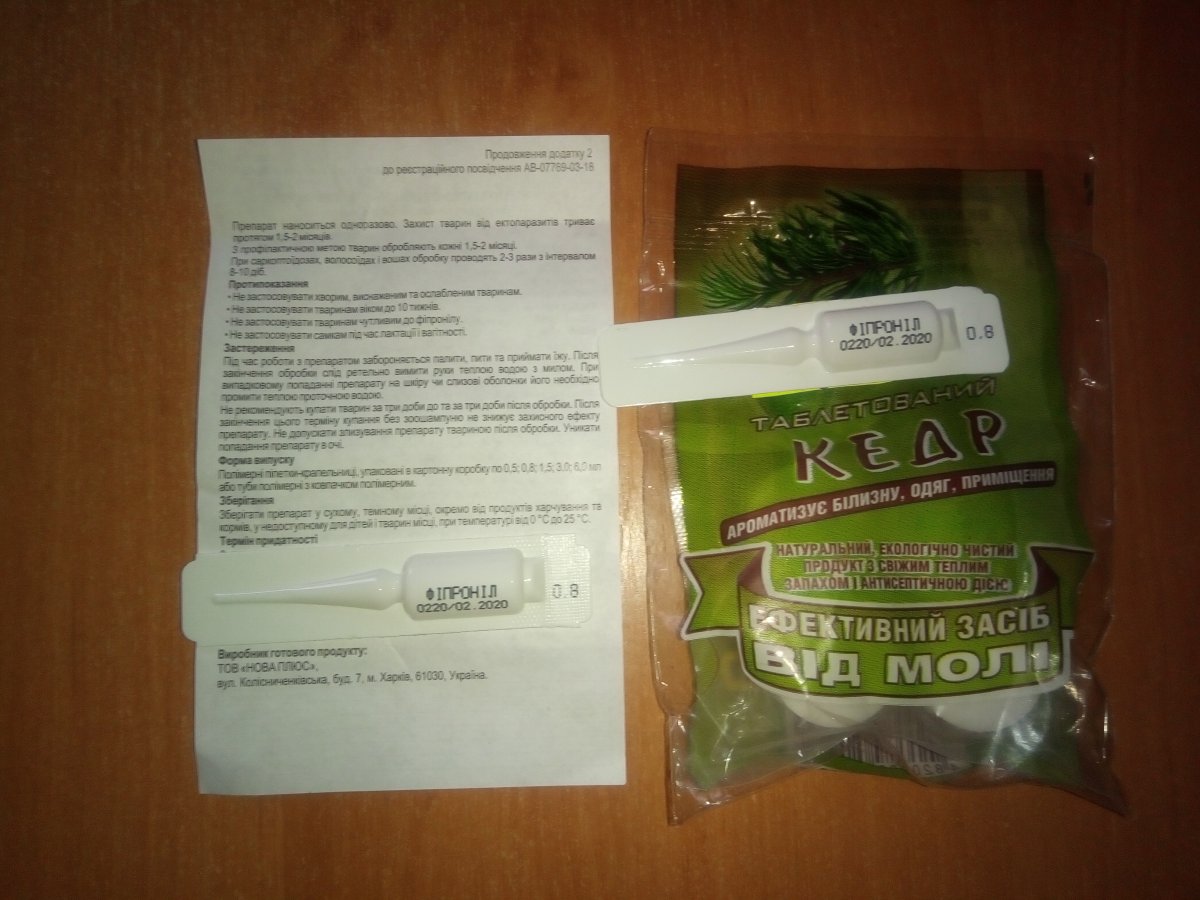 Продовження додатку 2
до реєстраційного посвідчення АВ-07769-03-18
Препарат наноситься одноразово. Захист тварин від ектопаразитів триває
протягом 1,5-2 місяців.
З профілактичною метою тварин обробляють кожні 1,5-2 місяці.
При саркоптоїдозах, волосоїдах і вошах обробку проводять 2-3 рази з інтервалом
8-10 діб.
Протипоказання
• Не застосовувати хворим, виснаженим та ослабленим тваринам.
• Не застосовувати тваринам віком до 10 тижнів.
• Не застосовувати тваринам чутливим до фіпронілу.
• Не застосовувати самкам під час лактації і вагітності.
Застереження
Під час роботи з препаратом забороняється палити, пити та приймати їжу. Після
закінчення обробки слід ретельно вимити руки теплою водою з милом. При
випадковому попаданні препарату на шкіру чи слизові оболонки його необхідно
промити теплою проточною водою.
Не рекомендують купати тварин за три доби до та за три доби після обробки. Після
закінчення цього терміну купання без зоошампуню не знижує захисного ефекту
препарату. Не допускати злизування препарату твариною після обробки. Уникати
попадання препарату в очі.
Форма випуску
Полімерні піпетки-крапельниці, упаковані в картонну коробку по 0,5; 0,8; 1,5; 3,0; 6,0 мл
або туби полімерні з ковпачком полімерним.
Зберігання
Зберігати препарат у сухому, темному місці, окремо від продуктів харчування та
кормів, у недоступному для дітей і тварин місці, при температурі від 0 °С до 25 °С.
Термін придатності
ФІПРОНІЛ
0220/02.2020
0.8
Виробник готового продукту:
ТОВ «НОВА ПЛЮС»,
вул. Колісниченківська, буд. 7, м. Харків, 61030, Україна.
ФІПРОНІЛ
0220/02.2020
0.8
ТАБЛЕТОВАНИЙ
КЕДР
АРОМАТИЗУЄ БІЛИЗНУ, ОДЯГ, ПРИМІЩЕННЯ
НАТУРАЛЬНИЙ, ЕКОЛОГІЧНО ЧИСТИЙ
ПРОДУКТ З СВІЖИМ ТЕПЛИМ
ЗАПАХОМ І АНТИСЕПТИЧНОЮ ДІЄЮ
ЕФЕКТИВНИЙ ЗАСІБ
ВІД МОЛІ